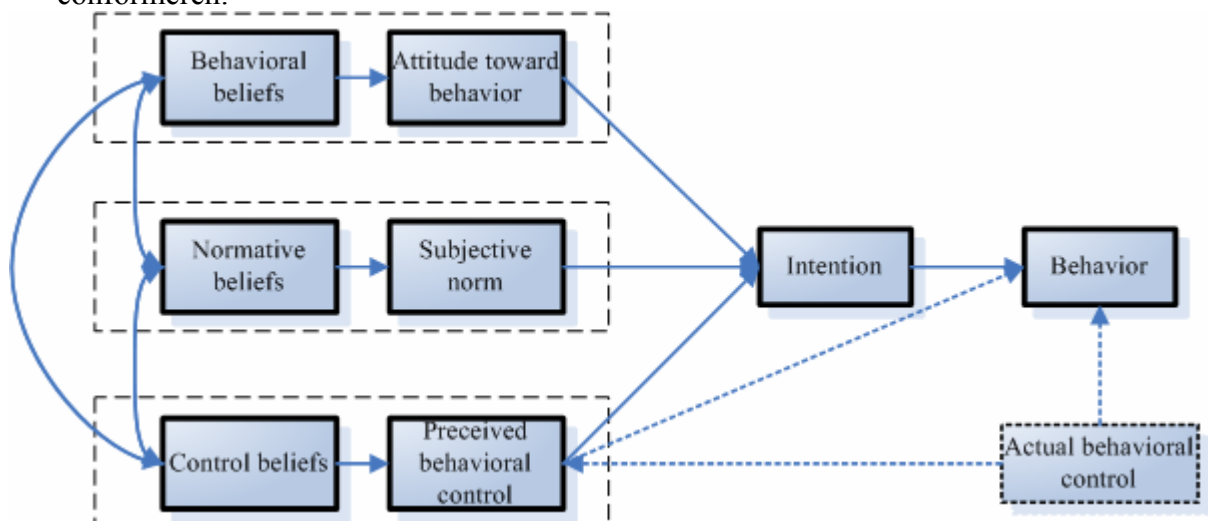 conformeren.
Behavioral
beliefs
Attitude toward
behavior
Normative
beliefs
Subjective
norm
Intention
Behavior
Control beliefs
Preceived
behavioral
control
Actual behavioral
control